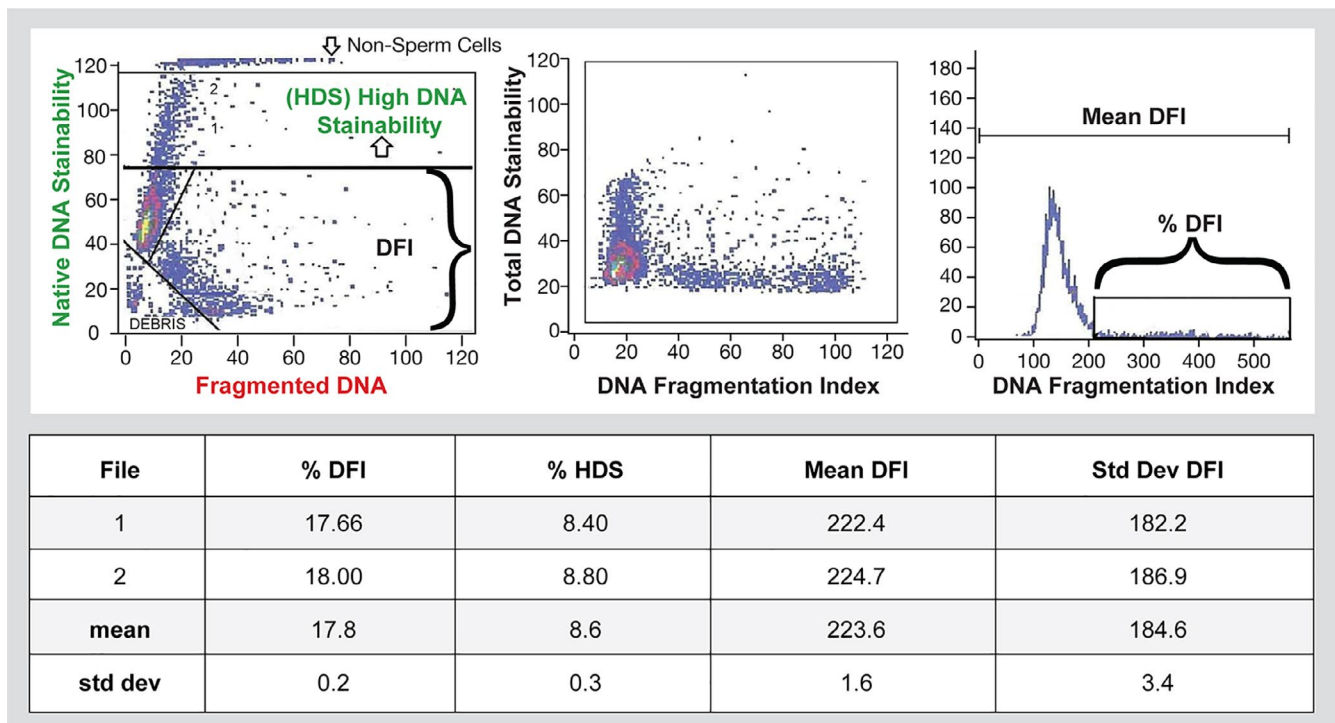 Non-Sperm Cells
Native DNA Stainability
120
100
80
60
40
20
0
2
1
(HDS) High DNA
Stainability
DFI
DEBRIS
0 20 40 60 80 100 120
Fragmented DNA
Total DNA Stainability
120
100
80
60
40
20
0
0 20 40 60 80 100 120
DNA Fragmentation Index
180
160
140
120
100
80
60
40
20
0
Mean DFI
% DFI
0 100 200 300 400 500
DNA Fragmentation Index
File % DFI % HDS Mean DFI Std Dev DFI
1 17.66 8.40 222.4 182.2
2 18.00 8.80 224.7 186.9
mean 17.8 8.6 223.6 184.6
std dev 0.2 0.3 1.6 3.4